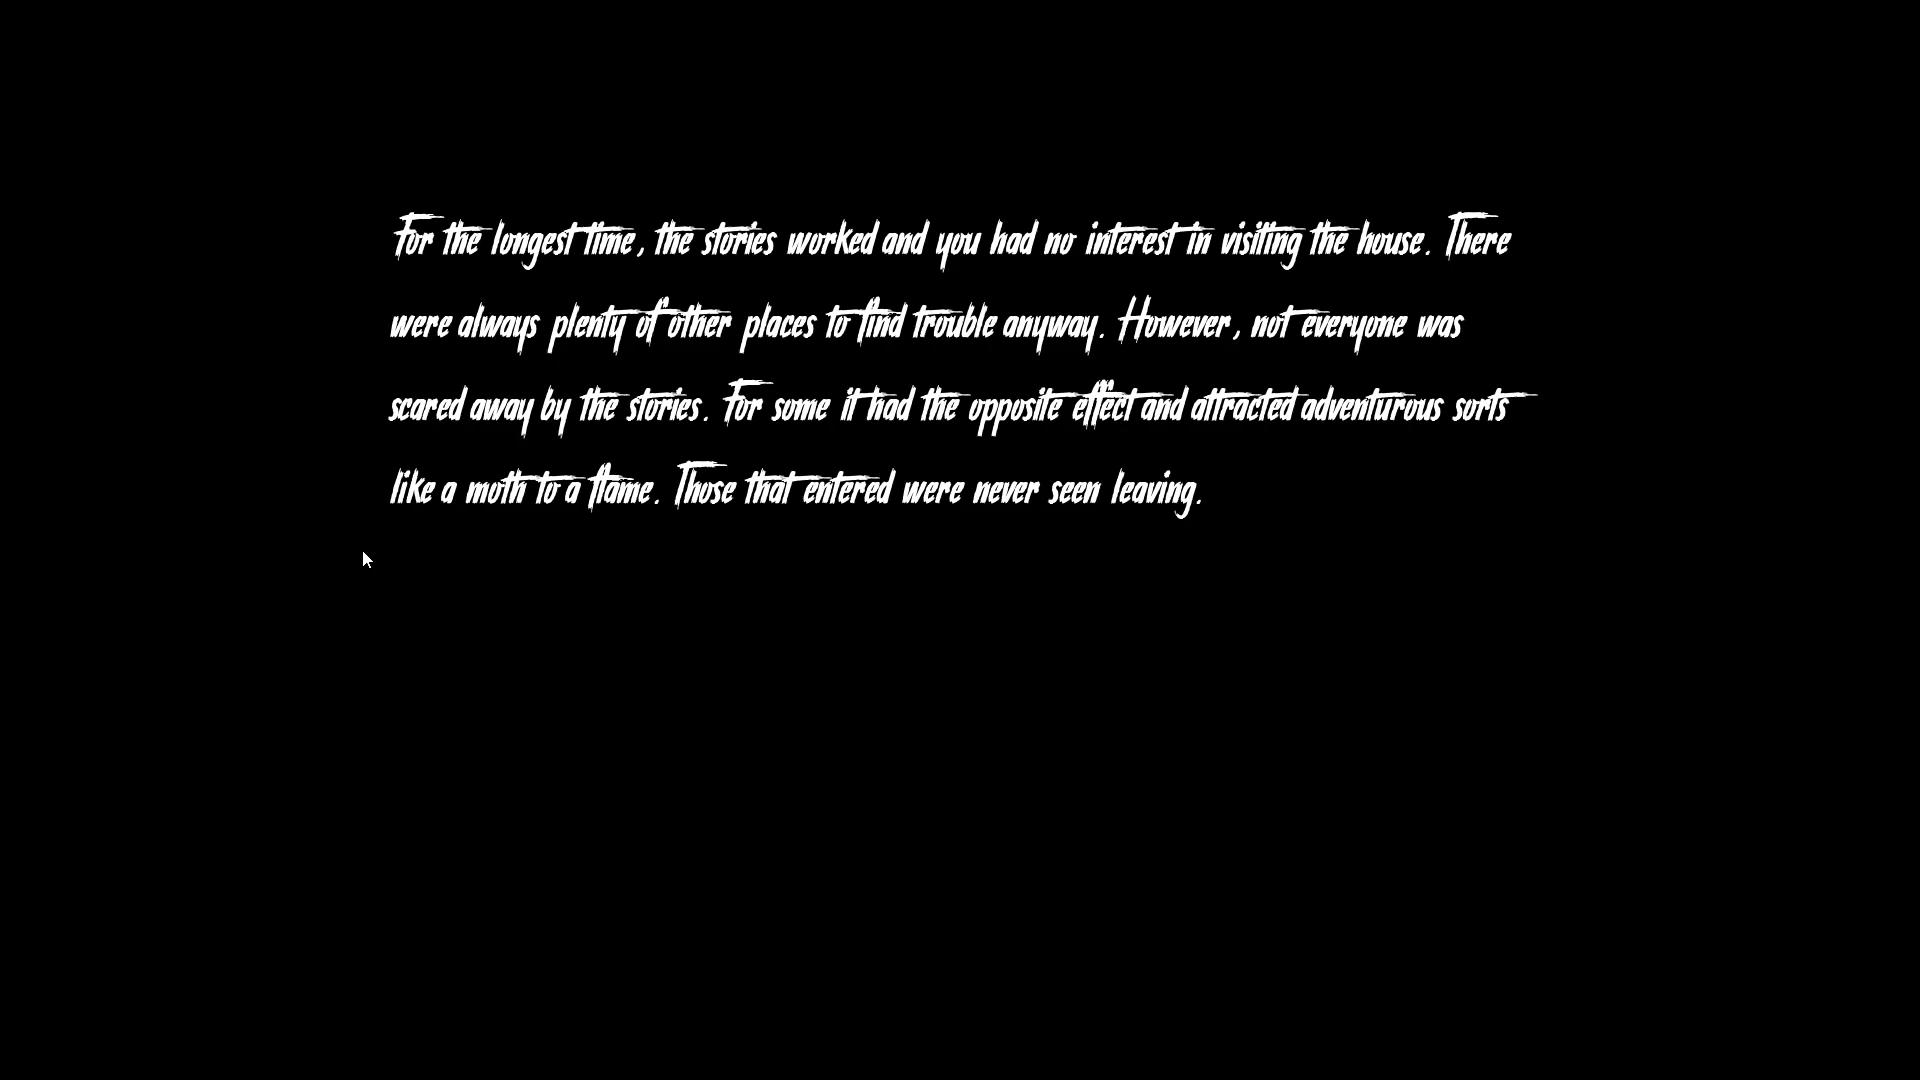 For the longest time, the stories worked and you had no interest in visiting the house. There
were always plenty of other places to find trouble anyway. However, not everyone was
scared away by the stories. For some it had the opposite effect and attracted adventurous sorts
like a moth to a flame. Those that entered were never seen leaving.